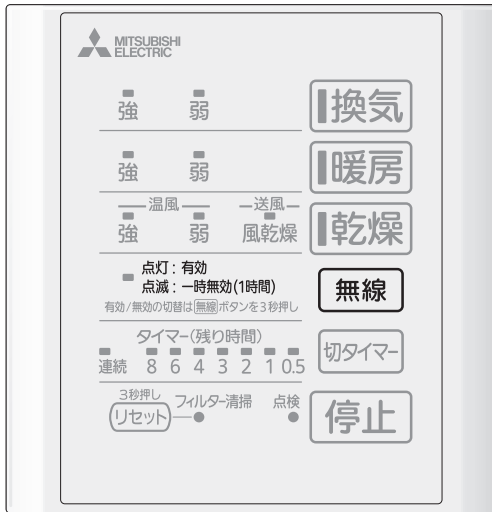 MITSUBISHI
ELECTRIC
強 弱 換気
強 弱 暖房
温風 送風
強 弱 風乾燥 乾燥
点灯：有効
点滅：一時無効(1時間)
無線
有効/無効の切替は無線ボタンを3秒押し
タイマー(残り時間)
切タイマー
連続 8 6 4 3 2 1 0.5
3秒押し
リセット フィルター清掃 点検
停止